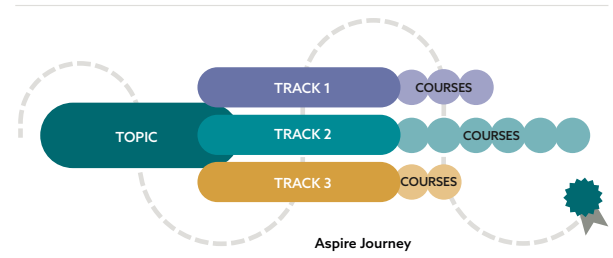 TRACK 1
COURSES
TOPIC
TRACK 2
COURSES
TRACK 3
COURSES
Aspire Journey